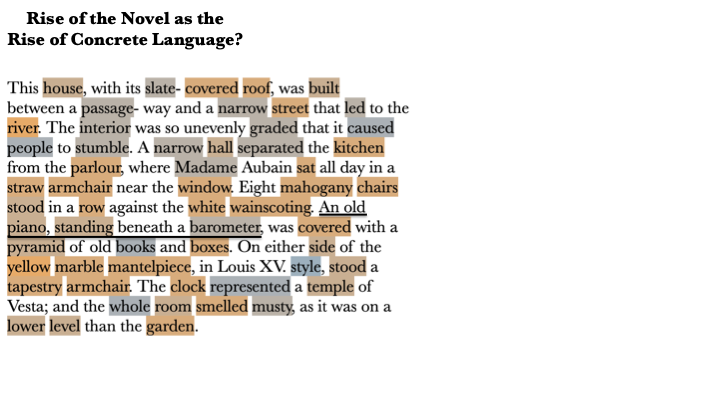 Rise of the Novel as the
Rise of Concrete Language?
This house, with its slate- covered roof, was built
between a passage- way and a narrow street that led to the
river. The interior was so unevenly graded that it caused
people to stumble. A narrow hall separated the kitchen
from the parlour, where Madame Aubain sat all day in a
straw armchair near the window. Eight mahogany chairs
stood in a row against the white wainscoting. An old
piano, standing beneath a barometer, was covered with a
pyramid of old books and boxes. On either side of the
yellow marble mantelpiece, in Louis XV. style, stood a
tapestry armchair. The clock represented a temple of
Vesta; and the whole room smelled musty, as it was on a
lower level than the garden.